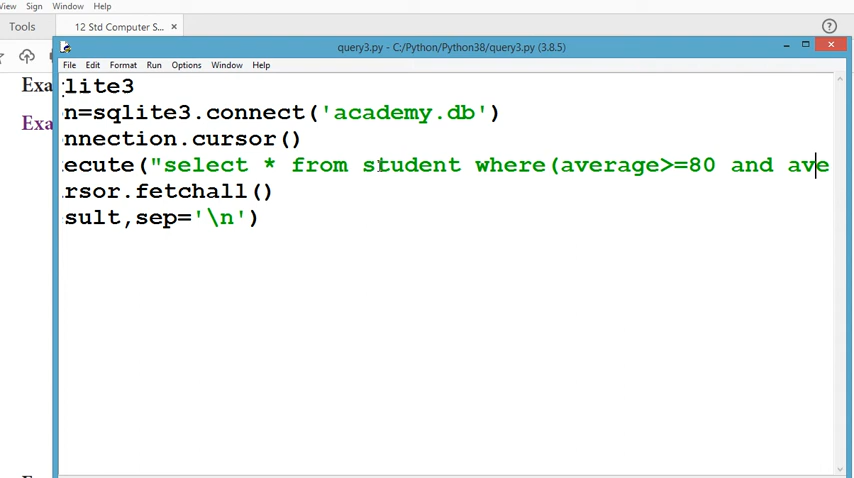 View Sign Window Help
Tools 12 Std Computer S... ×
query3.py - C:/Python/Python38/query3.py (3.8.5)
File Edit Format Run Options Window Help
Exa
Exa
qlite3
n=sqlite3.connect('academy.db')
nnection.cursor()
ecute("select * from student where(average>=80 and ave
rsor.fetchall()
sult,sep='\n')